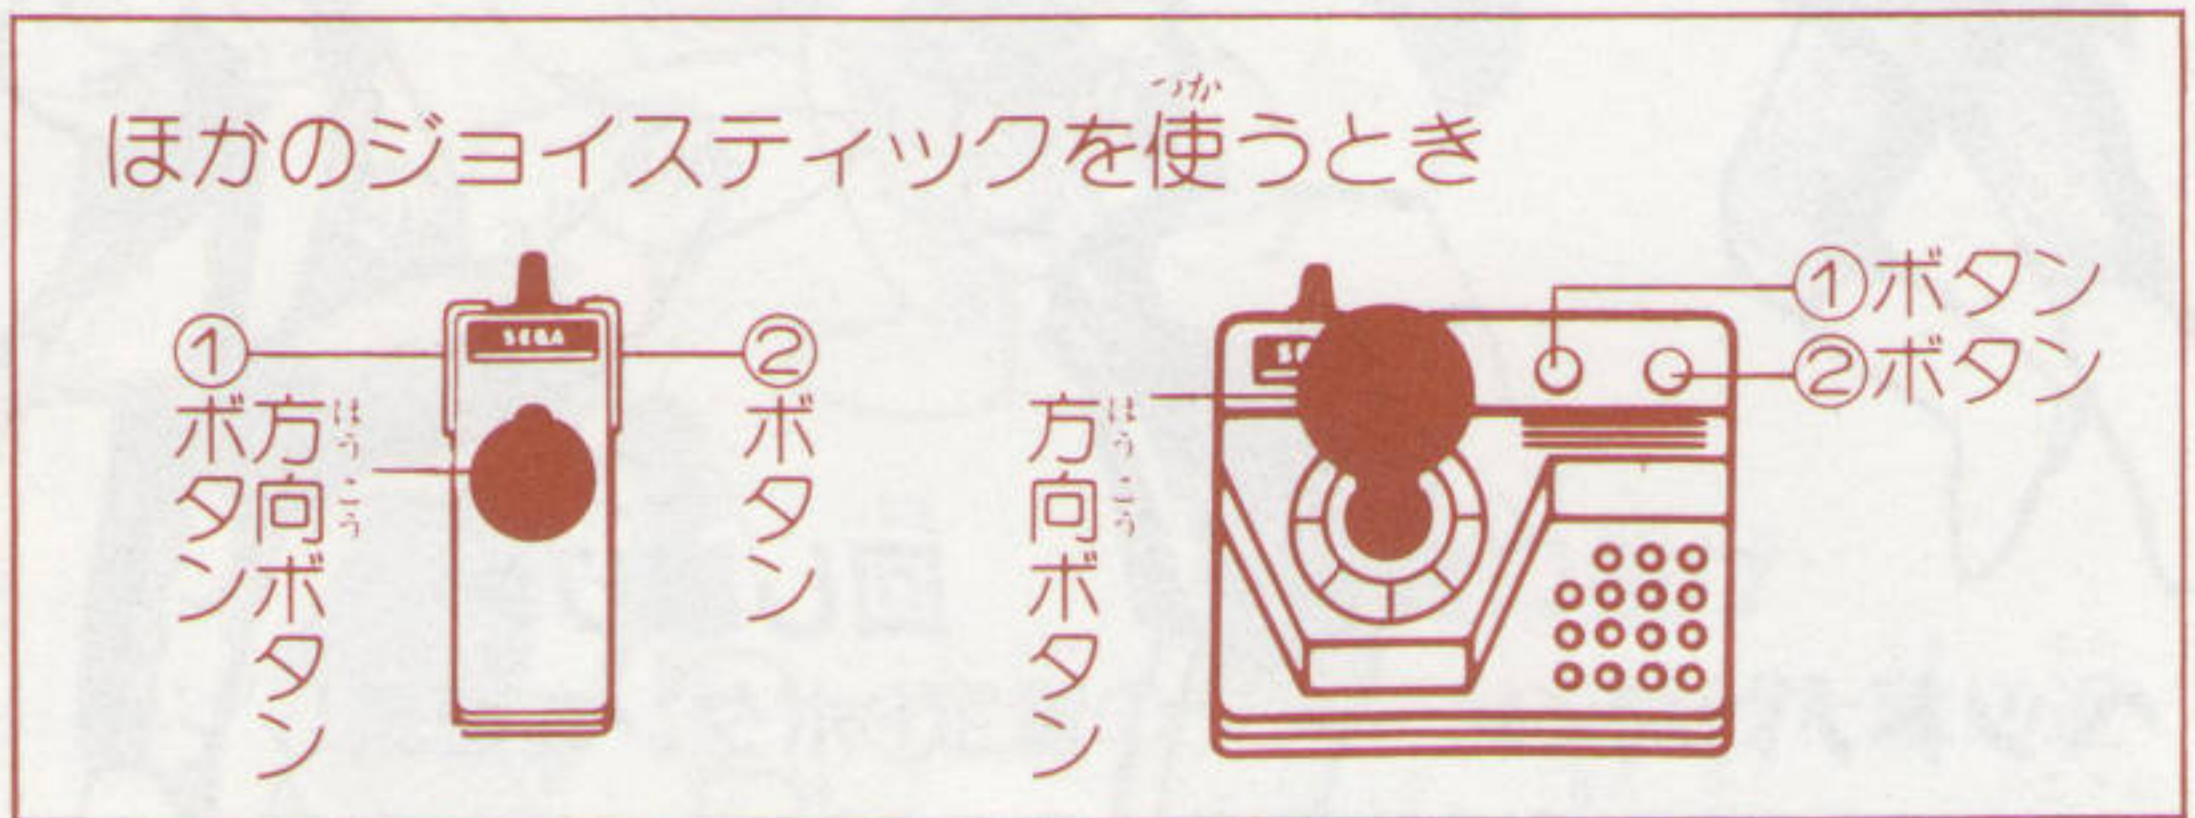 ほかのジョイスティックを使うとき
つか
SEGA
①ボタン
方向ボタン
ほうこう
②ボタン
方向ボタン
ほうこう
①ボタン
②ボタン